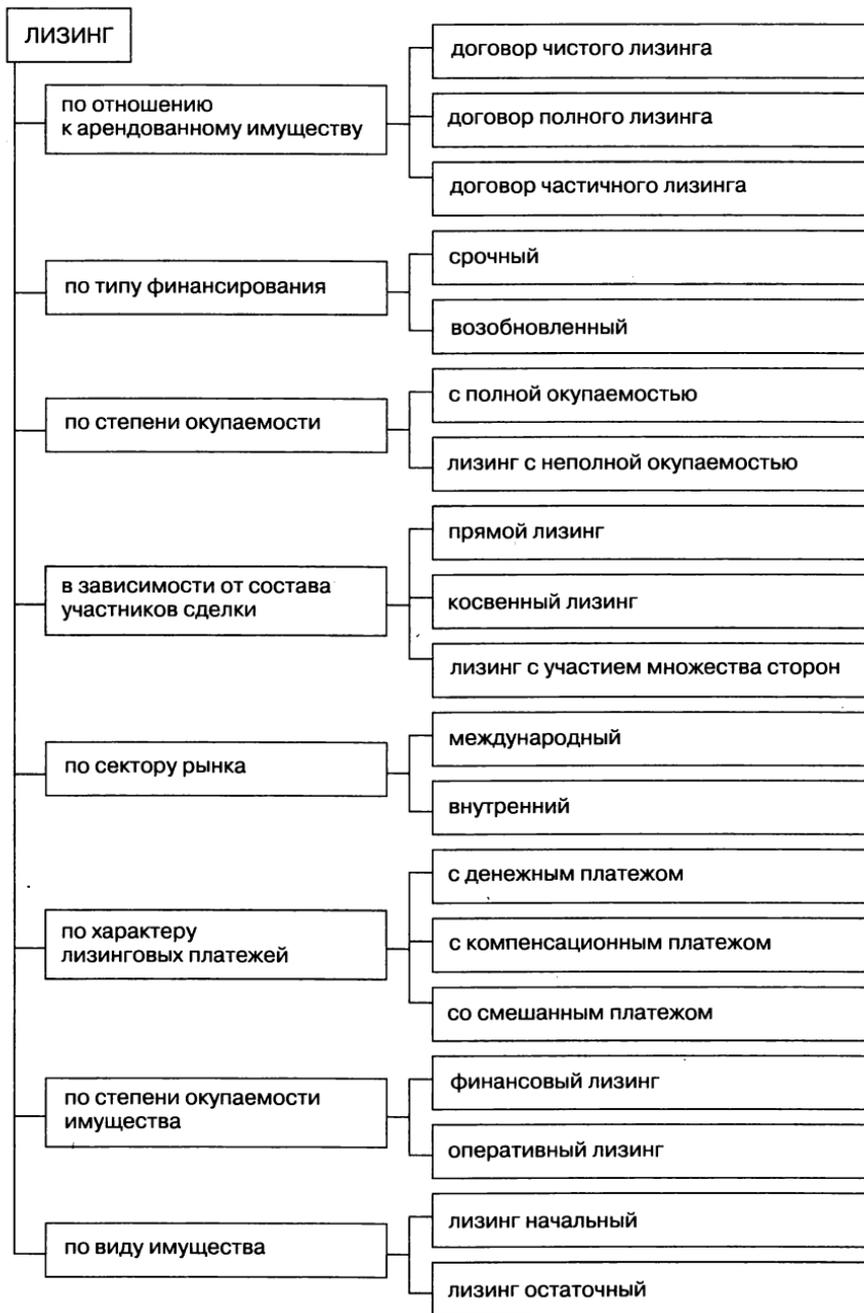 ЛИЗИНГ
по отношению
к арендованному имуществу
договор чистого лизинга
договор полного лизинга
договор частичного лизинга
по типу финансирования
срочный
возобновленный
по степени окупаемости
с полной окупаемостью
лизинг с неполной окупаемостью
в зависимости от состава
участников сделки
прямой лизинг
косвенный лизинг
лизинг с участием множества сторон
по сектору рынка
международный
внутренний
по характеру
лизинговых платежей
с денежным платежом
с компенсационным платежом
со смешанным платежом
по степени окупаемости
имущества
финансовый лизинг
оперативный лизинг
по виду имущества
лизинг начальный
лизинг остаточный